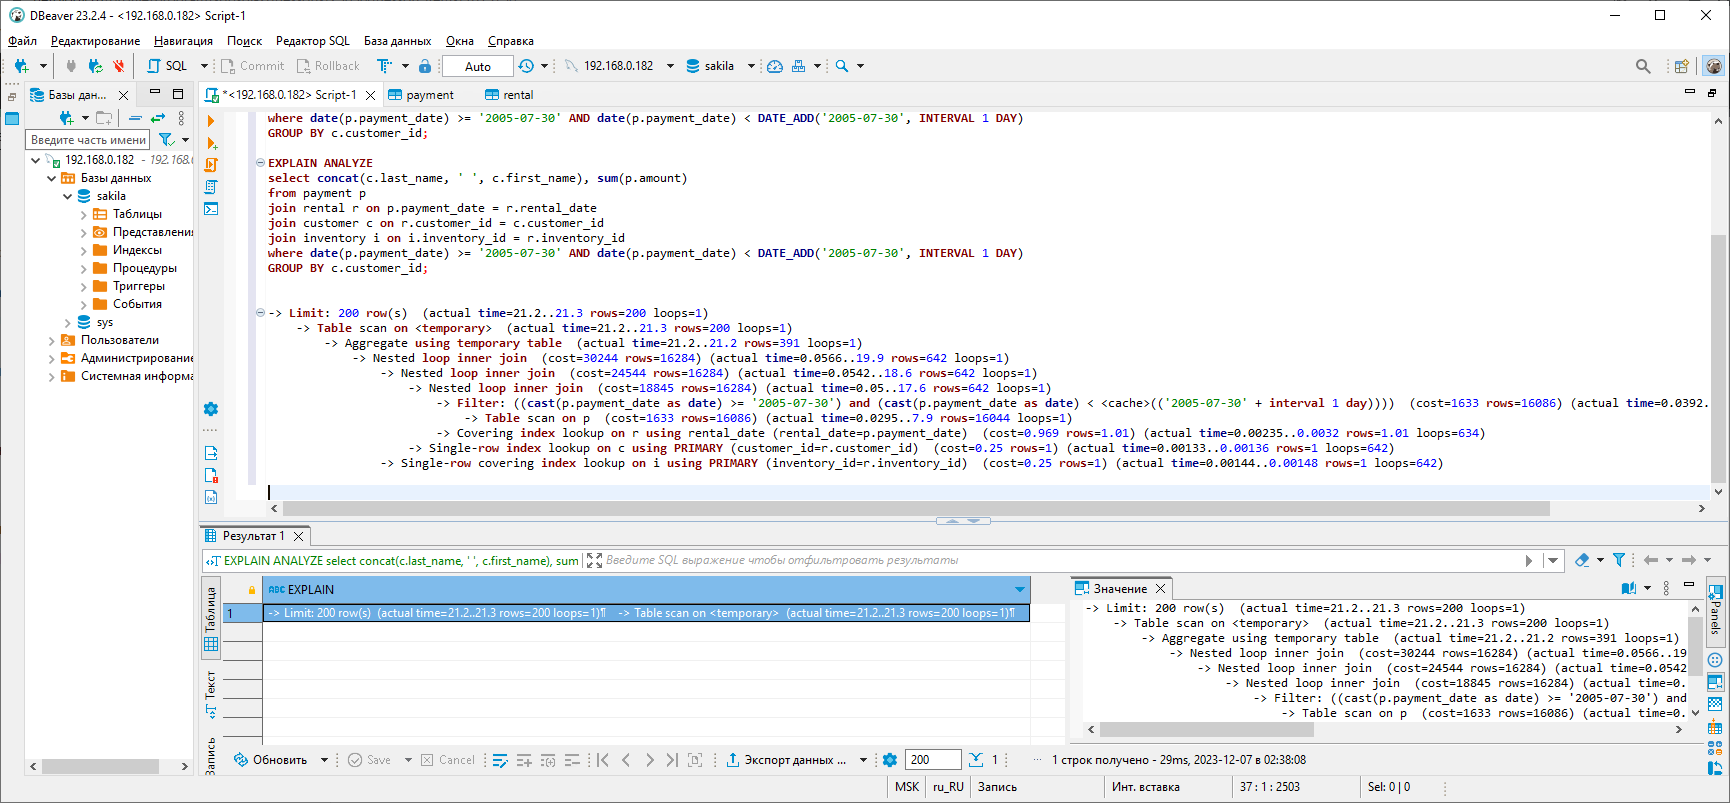 DBeaver 23.2.4 - <192.168.0.182> Script-1
Файл Редактирование Навигация Поиск Редактор SQL База данных Окна Справка
SQL Commit Rollback Auto 192.168.0.182 sakila
Базы дан...
*<192.168.0.182> Script-1 payment rental
Введите часть имени
192.168.0.182 - 192.168.
Базы данных
sakila
Таблицы
Представлени
Индексы
Процедуры
Триггеры
События
sys
Пользователи
Администрировани
Системная информа
where date(p.payment_date) >= '2005-07-30' AND date(p.payment_date) < DATE_ADD('2005-07-30', INTERVAL 1 DAY)
GROUP BY c.customer_id;
EXPLAIN ANALYZE
select concat(c.last_name, ' ', c.first_name), sum(p.amount)
from payment p
join rental r on p.payment_date = r.rental_date
join customer c on r.customer_id = c.customer_id
join inventory i on i.inventory_id = r.inventory_id
where date(p.payment_date) >= '2005-07-30' AND date(p.payment_date) < DATE_ADD('2005-07-30', INTERVAL 1 DAY)
GROUP BY c.customer_id;
-> Limit: 200 row(s)  (actual time=21.2..21.3 rows=200 loops=1)
-> Table scan on <temporary>  (actual time=21.2..21.3 rows=200 loops=1)
-> Aggregate using temporary table  (actual time=21.2..21.2 rows=391 loops=1)
-> Nested loop inner join  (cost=30244 rows=16284) (actual time=0.0566..19.9 rows=642 loops=1)
-> Nested loop inner join  (cost=24544 rows=16284) (actual time=0.0542..18.6 rows=642 loops=1)
-> Nested loop inner join  (cost=18845 rows=16284) (actual time=0.05..17.6 rows=642 loops=1)
-> Filter: ((cast(p.payment_date as date) >= '2005-07-30') and (cast(p.payment_date as date) < <cache>(('2005-07-30' + interval 1 day))))  (cost=1633 rows=16086) (actual time=0.0392.
-> Table scan on p  (cost=1633 rows=16086) (actual time=0.0295..7.9 rows=16044 loops=1)
-> Covering index lookup on r using rental_date (rental_date=p.payment_date)  (cost=0.969 rows=1.01) (actual time=0.00235..0.0032 rows=1.01 loops=634)
-> Single-row index lookup on c using PRIMARY (customer_id=r.customer_id)  (cost=0.25 rows=1) (actual time=0.00133..0.00136 rows=1 loops=642)
-> Single-row covering index lookup on i using PRIMARY (inventory_id=r.inventory_id)  (cost=0.25 rows=1) (actual time=0.00144..0.00148 rows=1 loops=642)
Результат 1
EXPLAIN ANALYZE select concat(c.last_name, ' ', c.first_name), sum Введите SQL выражение чтобы отфильтровать результаты
Таблица
Текст
Запись
ABC EXPLAIN
1 -> Limit: 200 row(s)  (actual time=21.2..21.3 rows=200 loops=1)¶    -> Table scan on <temporary>  (actual time=21.2..21.3 rows=200 loops=1)¶
Значение
-> Limit: 200 row(s)  (actual time=21.2..21.3 rows=200 loops=1)
-> Table scan on <temporary>  (actual time=21.2..21.3 rows=200 loops=1)
-> Aggregate using temporary table  (actual time=21.2..21.2 rows=391 loops=1)
-> Nested loop inner join  (cost=30244 rows=16284) (actual time=0.0566..19
-> Nested loop inner join  (cost=24544 rows=16284) (actual time=0.0542
-> Nested loop inner join  (cost=18845 rows=16284) (actual time=0.
-> Filter: ((cast(p.payment_date as date) >= '2005-07-30') and
-> Table scan on p  (cost=1633 rows=16086) (actual time=0.
Panels
Обновить Save Cancel Экспорт данных ... 200 1 ... 1 строк получено - 29ms, 2023-12-07 в 02:38:08
MSK ru_RU Запись Инт. вставка 37 : 1 : 2503 Sel: 0 | 0